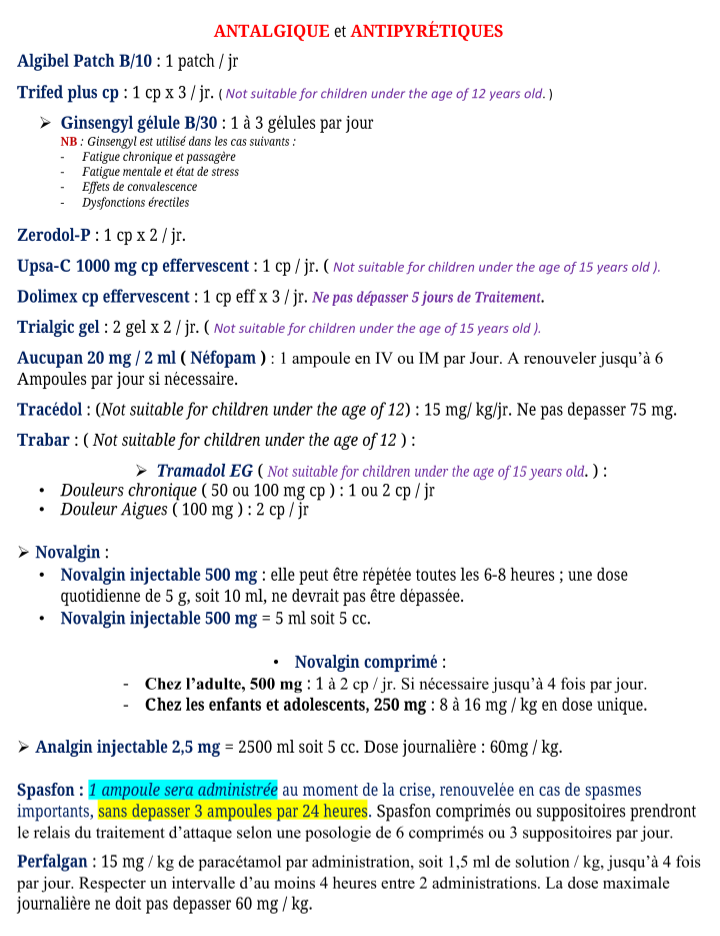 ANTALGIQUE et ANTIPYRÉTIQUES
Algibel Patch B/10 : 1 patch / jr
Trifed plus cp : 1 cp x 3 / jr. ( Not suitable for children under the age of 12 years old. )
➢ Ginsengyl gélule B/30 : 1 à 3 gélules par jour
NB : Ginsengyl est utilisé dans les cas suivants :
- Fatigue chronique et passagère
- Fatigue mentale et état de stress
- Effets de convalescence
- Dysfonctions érectiles
Zerodol-P : 1 cp x 2 / jr.
Upsa-C 1000 mg cp effervescent : 1 cp / jr. ( Not suitable for children under the age of 15 years old ).
Dolimex cp effervescent : 1 cp eff x 3 / jr. Ne pas dépasser 5 jours de Traitement.
Trialgic gel : 2 gel x 2 / jr. ( Not suitable for children under the age of 15 years old ).
Aucupan 20 mg / 2 ml ( Néfopam ) : 1 ampoule en IV ou IM par Jour. A renouveler jusqu’à 6
Ampoules par jour si nécessaire.
Tracédol : (Not suitable for children under the age of 12) : 15 mg/ kg/jr. Ne pas depasser 75 mg.
Trabar : ( Not suitable for children under the age of 12 ) :
➢ Tramadol EG ( Not suitable for children under the age of 15 years old. ) :
• Douleurs chronique ( 50 ou 100 mg cp ) : 1 ou 2 cp / jr
• Douleur Aigues ( 100 mg ) : 2 cp / jr
➢ Novalgin :
• Novalgin injectable 500 mg : elle peut être répétée toutes les 6-8 heures ; une dose
quotidienne de 5 g, soit 10 ml, ne devrait pas être dépassée.
• Novalgin injectable 500 mg = 5 ml soit 5 cc.
• Novalgin comprimé :
- Chez l’adulte, 500 mg : 1 à 2 cp / jr. Si nécessaire jusqu’à 4 fois par jour.
- Chez les enfants et adolescents, 250 mg : 8 à 16 mg / kg en dose unique.
➢ Analgin injectable 2,5 mg = 2500 ml soit 5 cc. Dose journalière : 60mg / kg.
Spasfon : 1 ampoule sera administrée au moment de la crise, renouvelée en cas de spasmes
importants, sans depasser 3 ampoules par 24 heures. Spasfon comprimés ou suppositoires prendront
le relais du traitement d’attaque selon une posologie de 6 comprimés ou 3 suppositoires par jour.
Perfalgan : 15 mg / kg de paracétamol par administration, soit 1,5 ml de solution / kg, jusqu’à 4 fois
par jour. Respecter un intervalle d’au moins 4 heures entre 2 administrations. La dose maximale
journalière ne doit pas depasser 60 mg / kg.